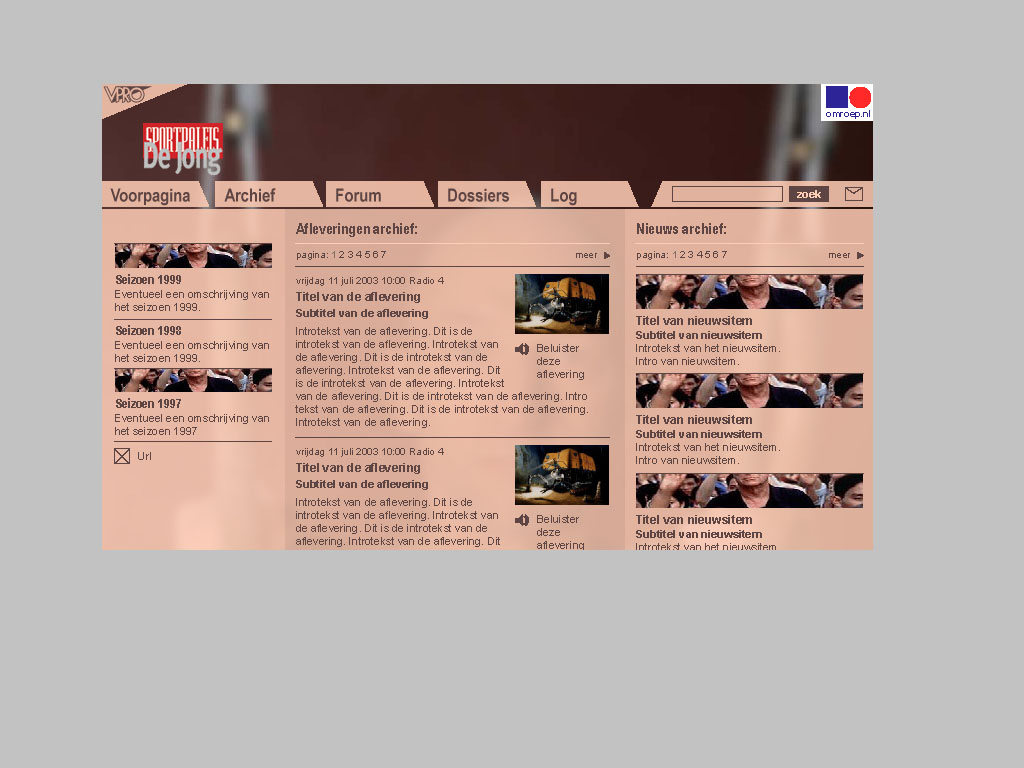 VPRO
omroep.nl
SPORTPALEIS
De Jong
Voorpagina
Archief
Forum
Dossiers
Log
zoek
Seizoen 1999
Eventueel een omschrijving van
het seizoen 1999.
Seizoen 1998
Eventueel een omschrijving van
het seizoen 1999.
Seizoen 1997
Eventueel een omschrijving van
het seizoen 1997
Url
Afleveringen archief:
pagina: 1 2 3 4 5 6 7
meer
vrijdag 11 juli 2003 10:00 Radio 4
Titel van de aflevering
Subtitel van de aflevering
Introtekst van de aflevering. Dit is de
introtekst van de aflevering. Introtekst van
de aflevering. Dit is de introtekst van de
aflevering. Introtekst van de aflevering. Dit
is de introtekst van de aflevering. Introtekst
van de aflevering. Dit is de introtekst van de aflevering. Intro
tekst van de aflevering. Dit is de introtekst van de aflevering.
Introtekst van de aflevering.
Beluister
deze
aflevering
vrijdag 11 juli 2003 10:00 Radio 4
Titel van de aflevering
Subtitel van de aflevering
Introtekst van de aflevering. Dit is de
introtekst van de aflevering. Introtekst van
de aflevering. Dit is de introtekst van de
aflevering. Introtekst van de aflevering. Dit
Beluister
deze
aflevering
Nieuws archief:
pagina: 1 2 3 4 5 6 7
meer
Titel van nieuwsitem
Subtitel van nieuwsitem
Introtekst van het nieuwsitem.
Intro van nieuwsitem.
Titel van nieuwsitem
Subtitel van nieuwsitem
Introtekst van het nieuwsitem.
Intro van nieuwsitem.
Titel van nieuwsitem
Subtitel van nieuwsitem
Introtekst van het nieuwsitem.